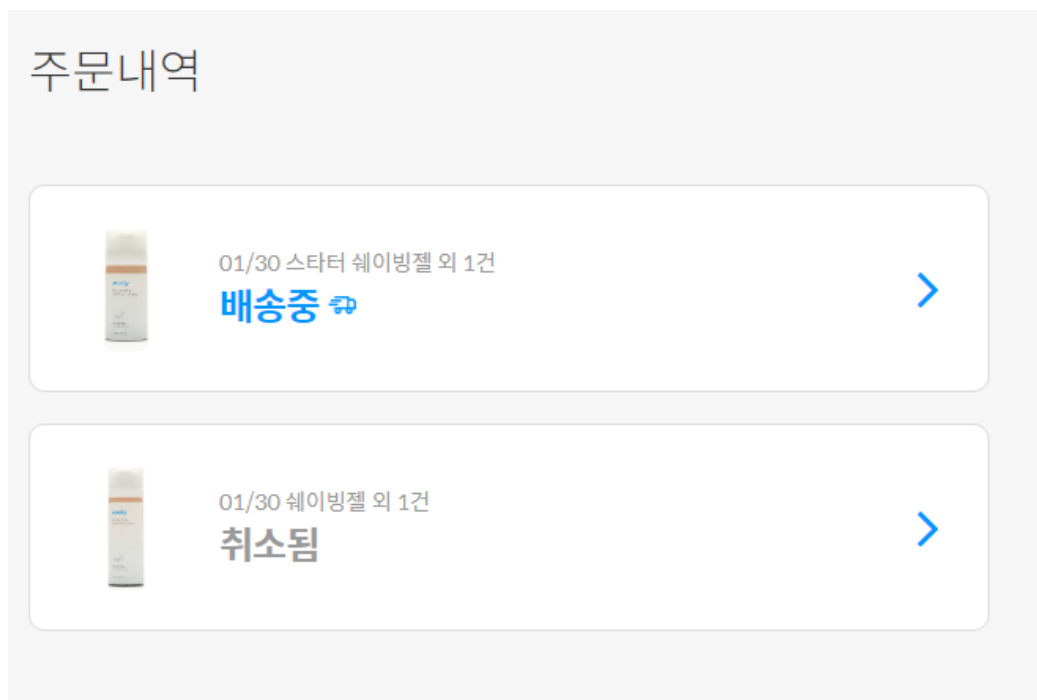 주문내역
01/30 스타터 쉐이빙젤 외 1건
배송중
01/30 쉐이빙젤 외 1건
취소됨